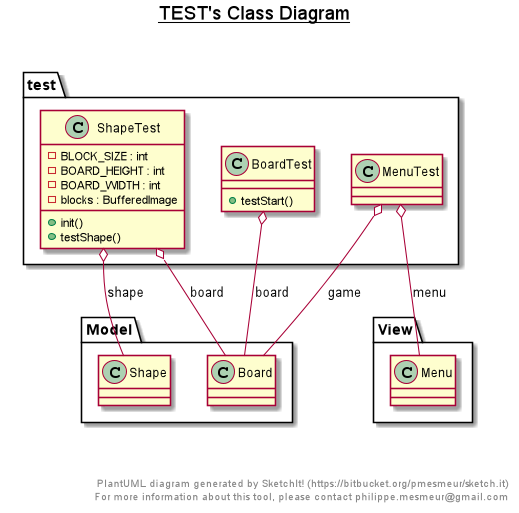 TEST's Class Diagram
test
C ShapeTest
BLOCK_SIZE : int
BOARD_HEIGHT : int
BOARD_WIDTH : int
blocks : BufferedImage
init()
testShape()
C BoardTest
testStart()
C MenuTest
shape
board
board
game
menu
Model
View
C Shape
C Board
C Menu
PlantUML diagram generated by SketchIt! (https://bitbucket.org/pmesmeur/sketch.it)
For more information about this tool, please contact philippe.mesmeur@gmail.com